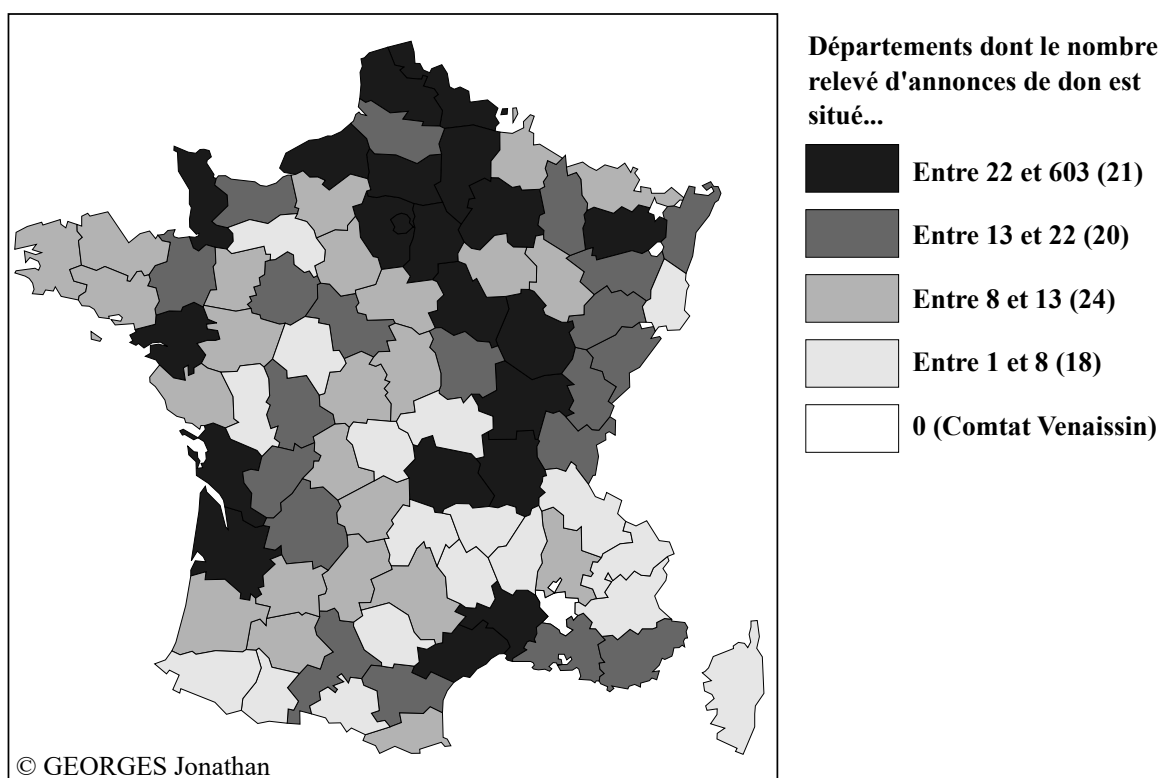 Départements dont le nombre
relevé d'annonces de don est
situé...
Entre 22 et 603 (21)
Entre 13 et 22 (20)
Entre 8 et 13 (24)
Entre 1 et 8 (18)
0 (Comtat Venaissin)
© GEORGES Jonathan